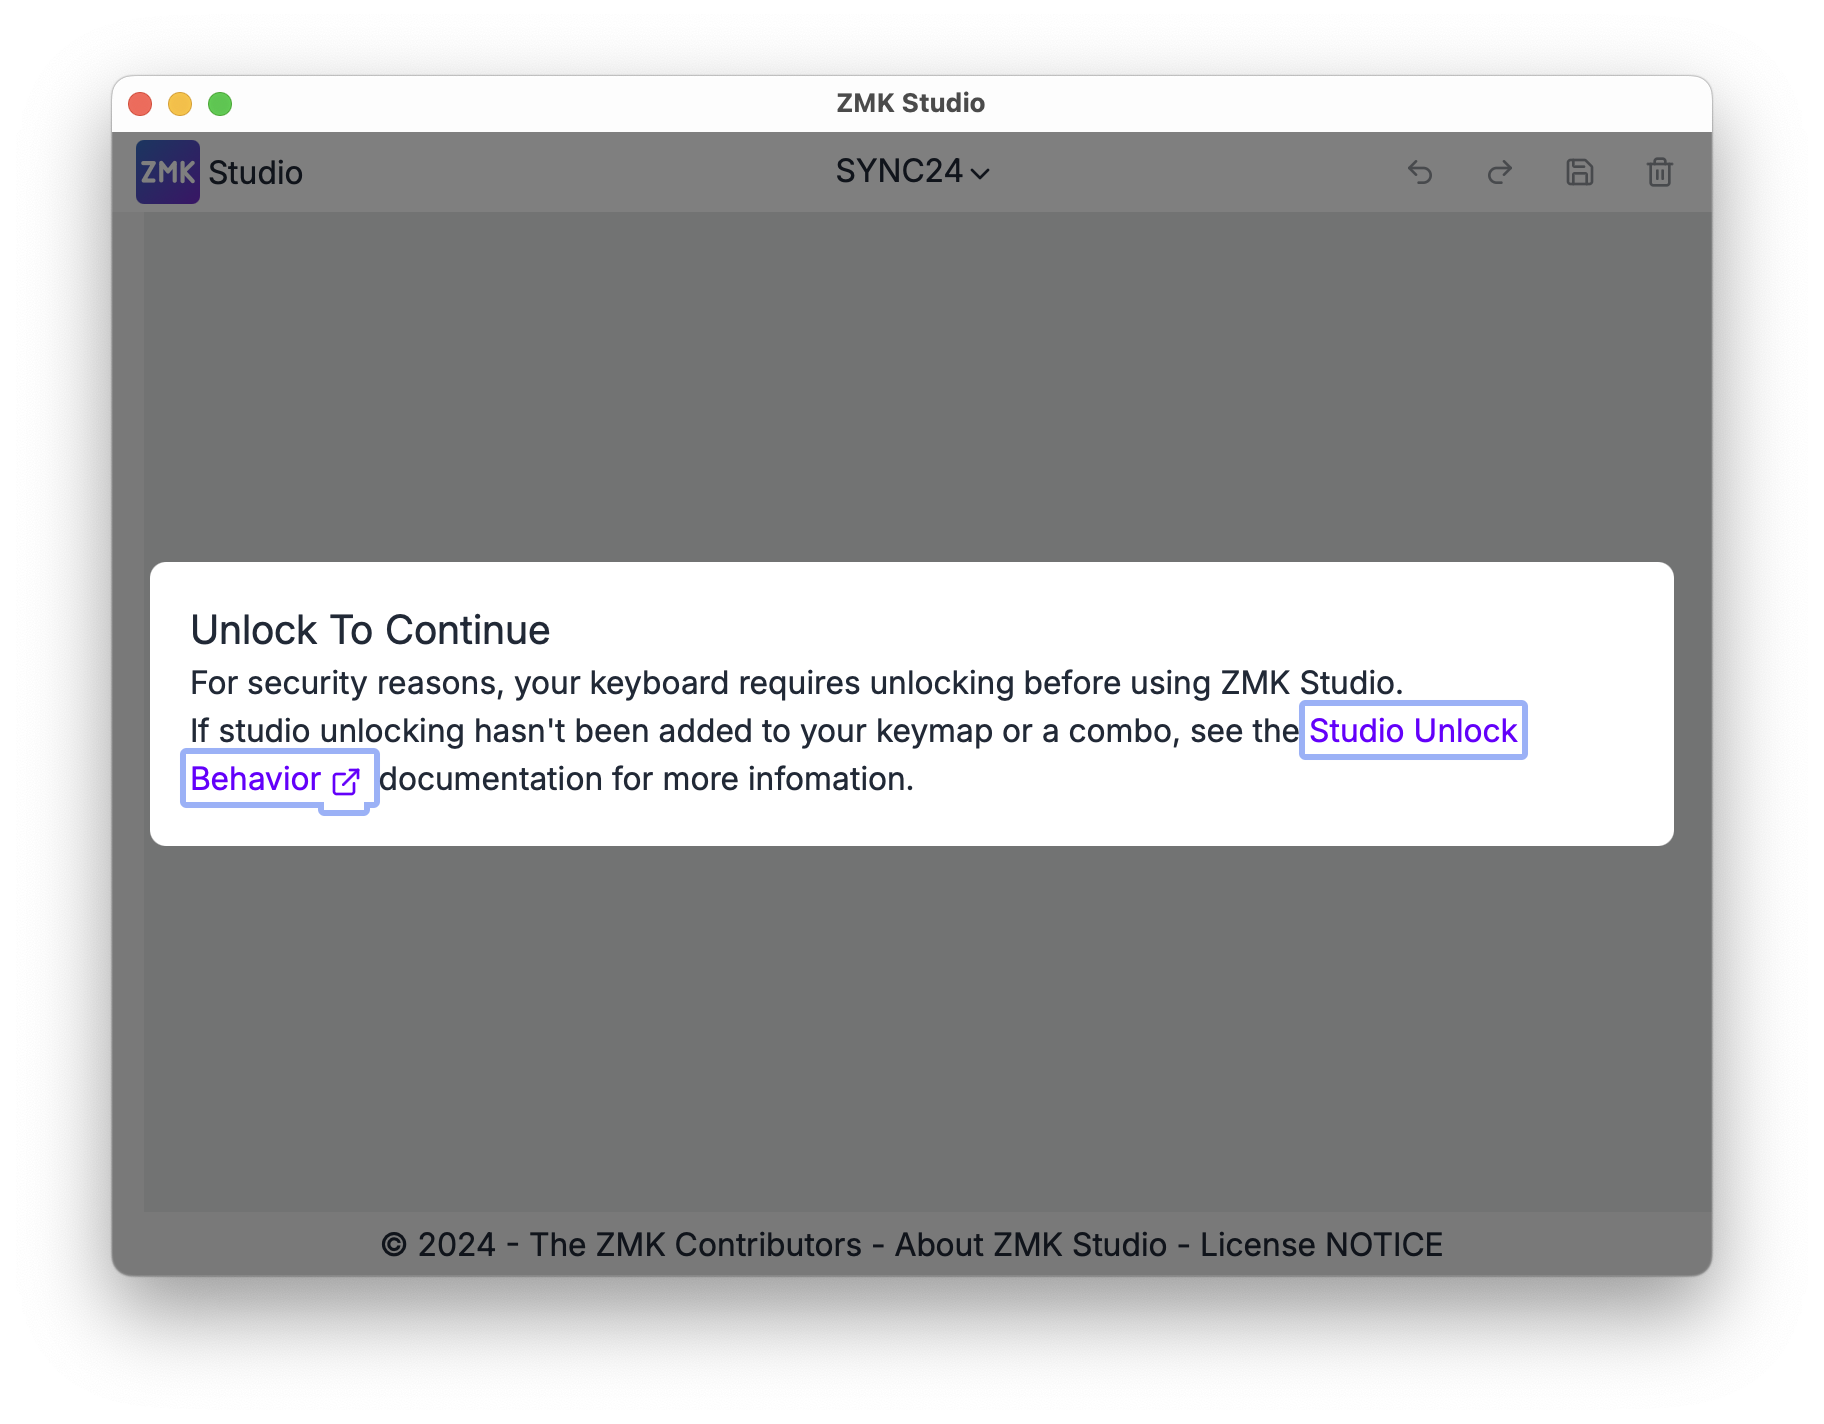 ZMK Studio
ZMK Studio
SYNC24
Unlock To Continue
For security reasons, your keyboard requires unlocking before using ZMK Studio.
If studio unlocking hasn't been added to your keymap or a combo, see the Studio Unlock
Behavior documentation for more infomation.
© 2024 - The ZMK Contributors - About ZMK Studio - License NOTICE